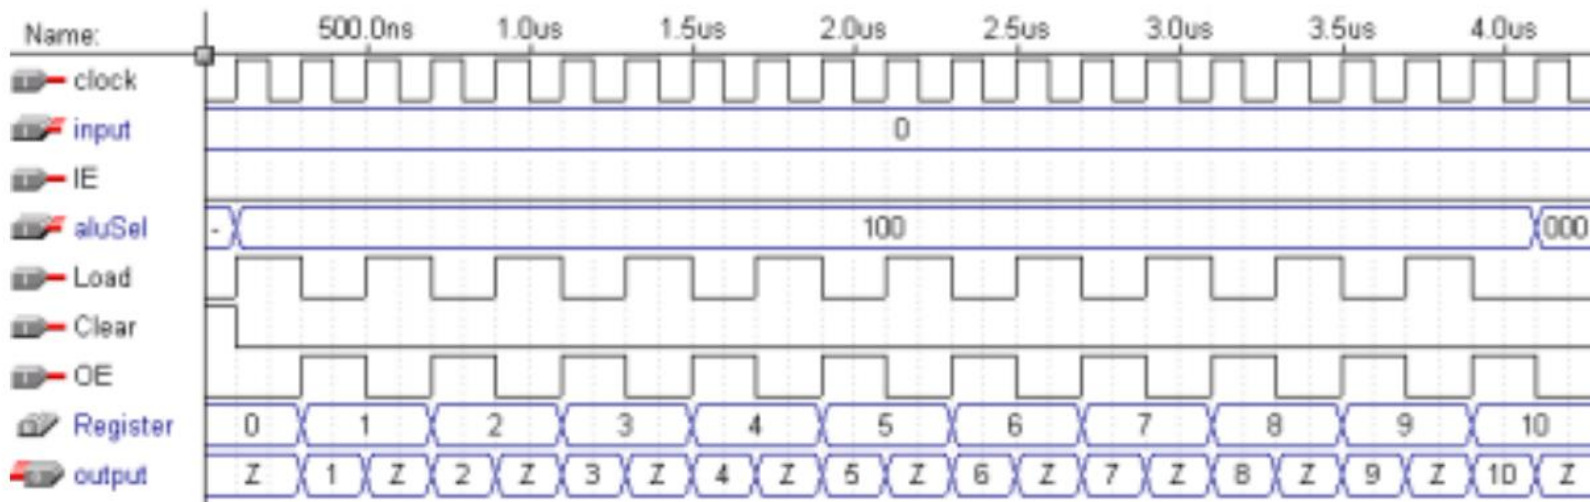 Name: 500.0ns 1.0us 1.5us 2.0us 2.5us 3.0us 3.5us 4.0us
clock
input 0
IE
aluSel - 100 000
Load
Clear
OE
Register 0 1 2 3 4 5 6 7 8 9 10
output Z 1 Z 2 Z 3 Z 4 Z 5 Z 6 Z 7 Z 8 Z 9 Z 10 Z